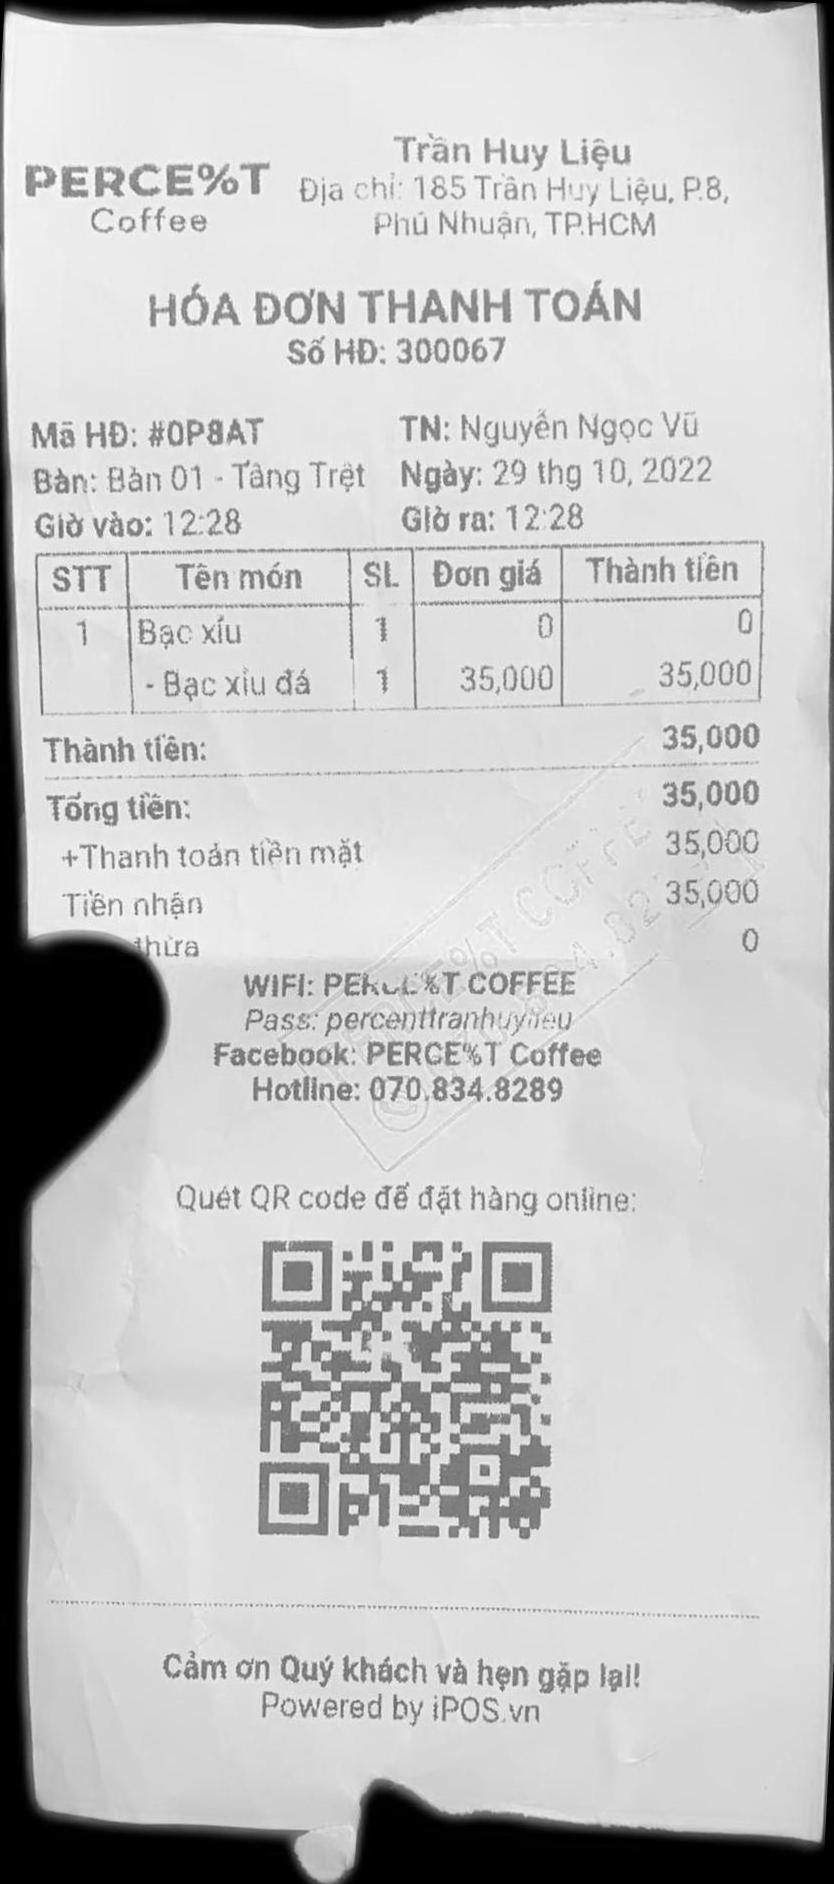 PERCE%T
Coffee
Trần Huy Liệu
Địa chỉ: 185 Trần Huy Liệu, P.8,
Phú Nhuận, TP.HCM
HÓA ĐƠN THANH TOÁN
Số HĐ: 300067
Mã HĐ: #0P8AT TN: Nguyễn Ngọc Vũ
Bàn: Bàn 01 - Tầng Trệt Ngày: 29 thg 10, 2022
Giờ vào: 12:28 Giờ ra: 12:28
STT Tên món SL Đơn giá Thành tiền
1 Bạc xỉu 1 0 0
- Bạc xỉu đá 1 35,000 35,000
Thành tiền: 35,000
Tổng tiền: 35,000
+Thanh toán tiền mặt 35,000
Tiền nhận 35,000
thừa 0
WIFI: PERCE%T COFFEE
Pass: percenttranhuylieu
Facebook: PERCE%T Coffee
Hotline: 070.834.8289
Quét QR code để đặt hàng online:
Cảm ơn Quý khách và hẹn gặp lại!
Powered by iPOS.vn